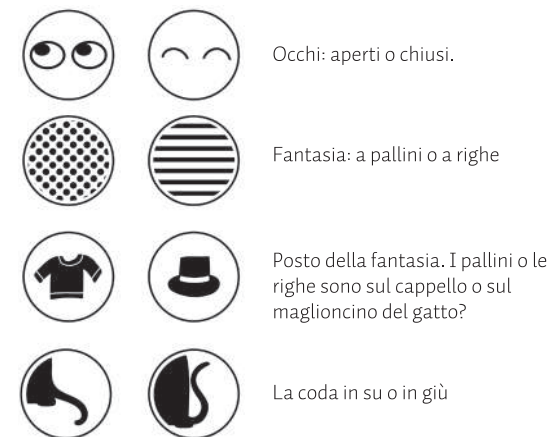 Occhi: aperti o chiusi.
Fantasia: a pallini o a righe
Posto della fantasia. I pallini o le
righe sono sul cappello o sul
maglioncino del gatto?
La coda in su o in giù